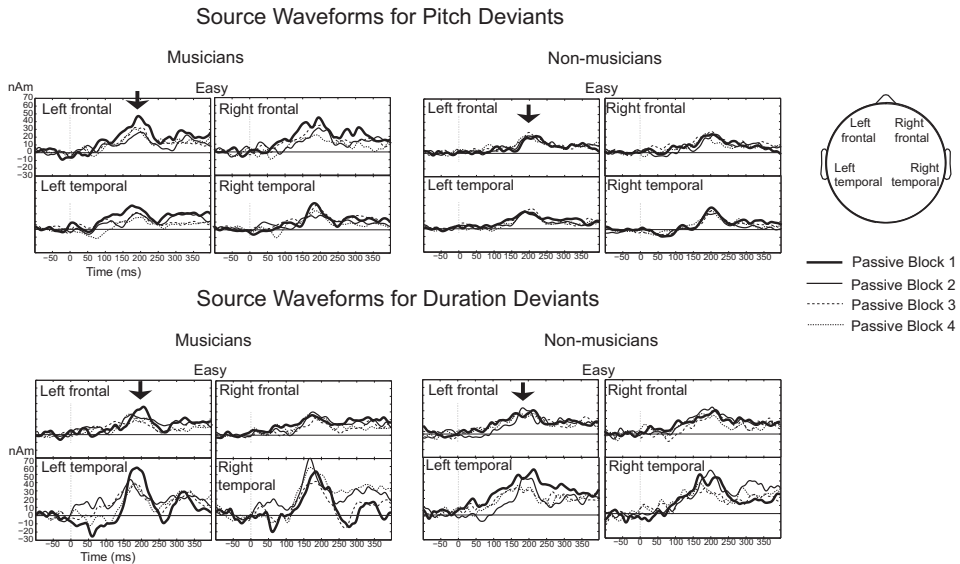 Source Waveforms for Pitch Deviants
Musicians
Non-musicians
nAm
Easy
Easy
70
60
50
40
30
20
10
0
−10
−20
−30
Left frontal
Right frontal
Left frontal
Right frontal
Left temporal
Right temporal
Left temporal
Right temporal
−50 0 50 100 150 200 250 300 350
−50 0 50 100 150 200 250 300 350
−50 0 50 100 150 200 250 300 350
−50 0 50 100 150 200 250 300 350
Time (ms)
Left
frontal
Right
frontal
Left
temporal
Right
temporal
Passive Block 1
Passive Block 2
Passive Block 3
Passive Block 4
Source Waveforms for Duration Deviants
Musicians
Non-musicians
Easy
Easy
Left frontal
Right frontal
Left frontal
Right frontal
nAm
70
60
50
40
30
20
10
0
−10
−20
−30
Left temporal
Right
temporal
Left temporal
Right temporal
−50 0 50 100 150 200 250 300 350
−50 0 50 100 150 200 250 300 350
−50 0 50 100 150 200 250 300 350
−50 0 50 100 150 200 250 300 350
Time (ms)